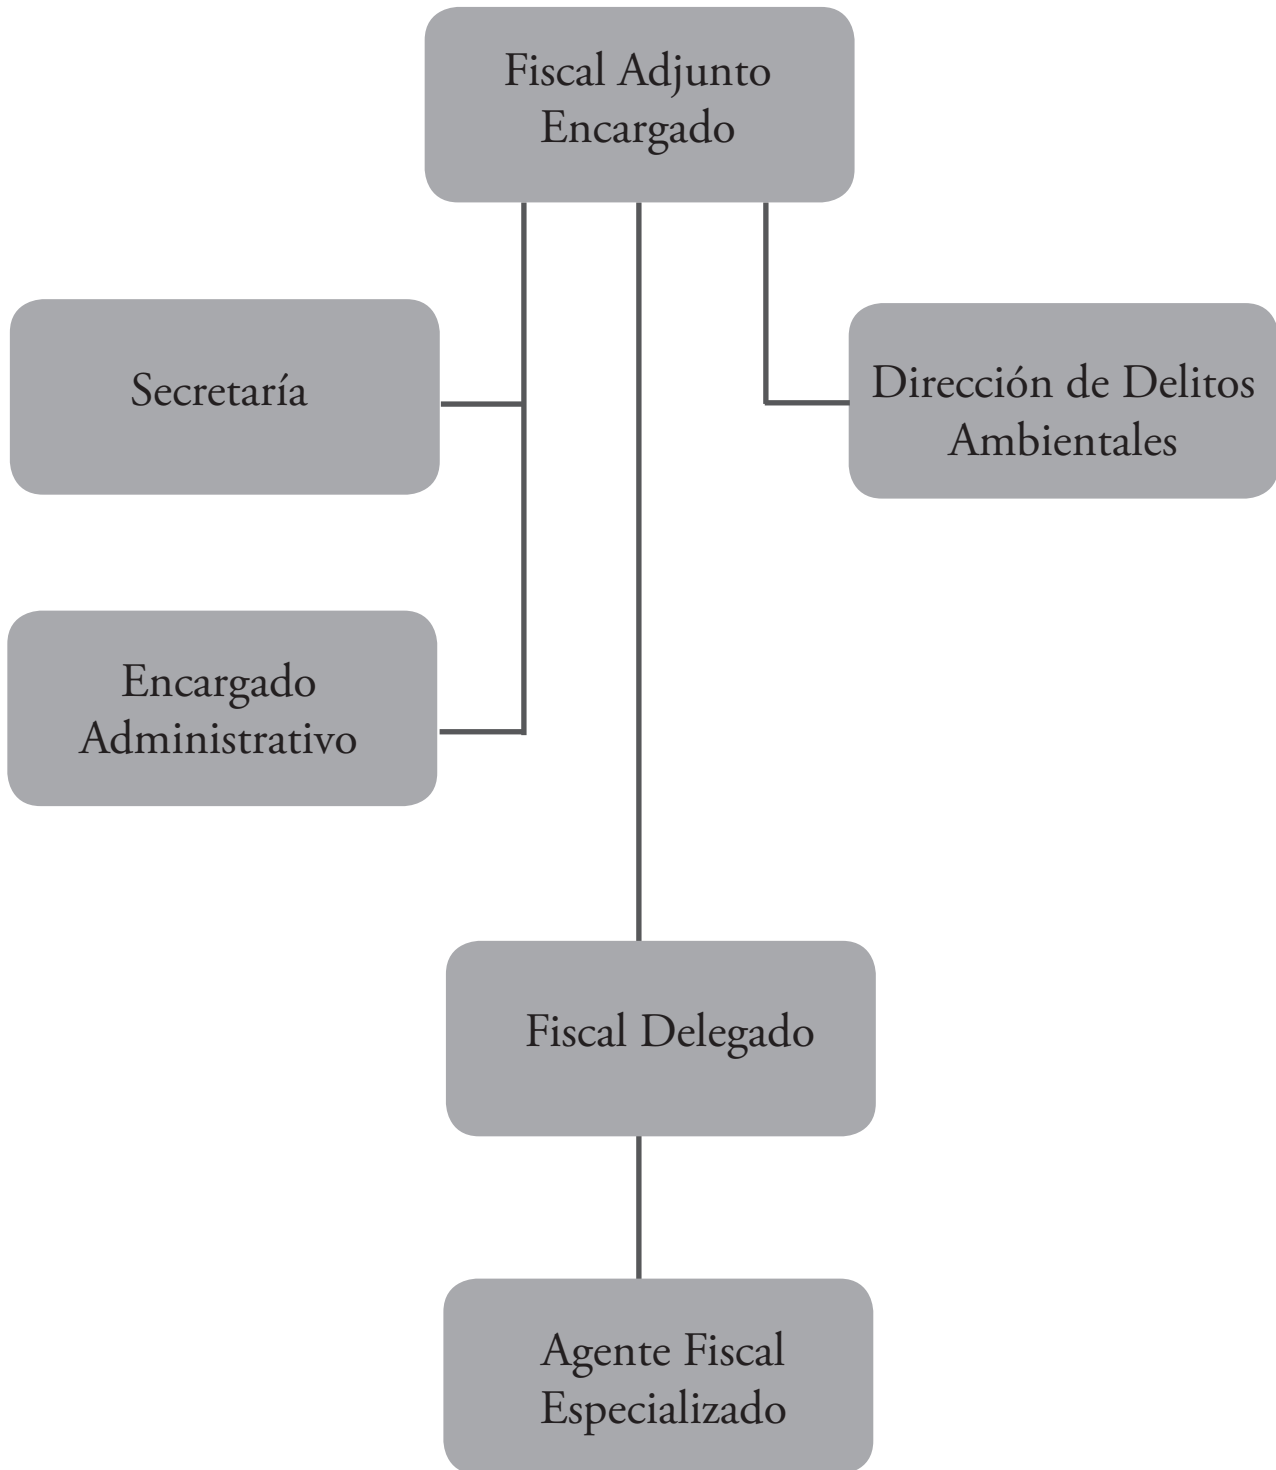 Fiscal Adjunto
Encargado
Secretaría
Dirección de Delitos
Ambientales
Encargado
Administrativo
Fiscal Delegado
Agente Fiscal
Especializado